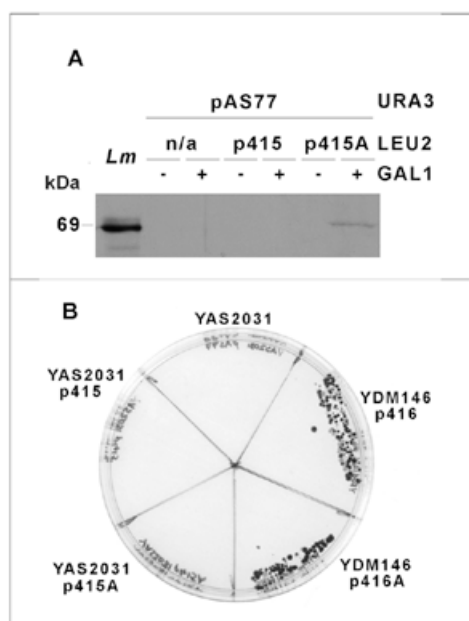 A
pAS77 URA3
Lm n/a p415 p415A LEU2
- + - + - + GAL1
kDa
69
B
YAS2031
YAS2031
p415
YDM146
p416
YAS2031
p415A
YDM146
p416A